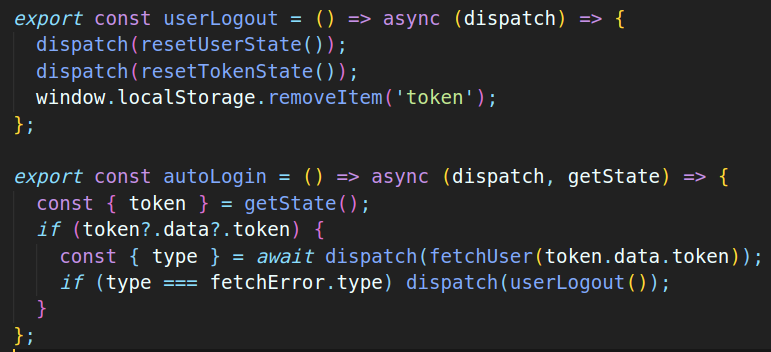 export const userLogout = () => async (dispatch) => {
dispatch(resetUserState());
dispatch(resetTokenState());
window.localStorage.removeItem('token');
};
export const autoLogin = () => async (dispatch, getState) => {
const { token } = getState();
if (token?.data?.token) {
const { type } = await dispatch(fetchUser(token.data.token));
if (type === fetchError.type) dispatch(userLogout());
}
};